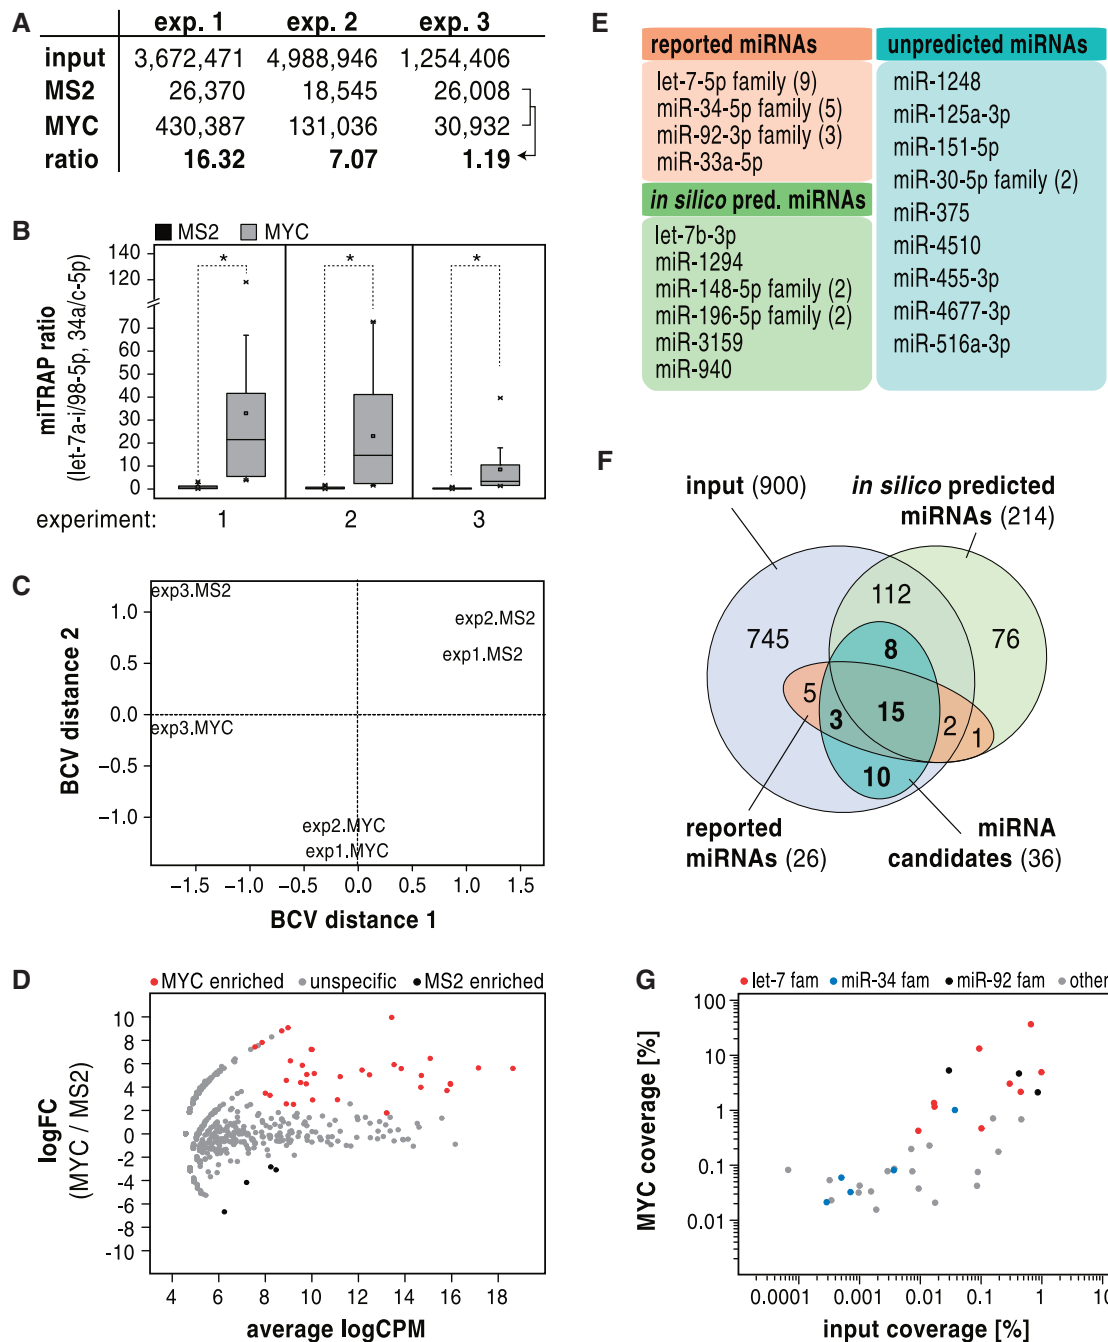 A
exp. 1 exp. 2 exp. 3
input 3,672,471 4,988,946 1,254,406
MS2 26,370 18,545 26,008
MYC 430,387 131,036 30,932
ratio 16.32 7.07 1.19
B
MS2 MYC
miTRAP ratio
(let-7a-i/98-5p, 34a/c-5p)
140
120
70
60
50
40
30
20
10
0
* * *
experiment: 1 2 3
C
BCV distance 2
1.0
0.5
0.0
−0.5
−1.0
exp3.MS2
exp2.MS2
exp1.MS2
exp3.MYC
exp2.MYC
exp1.MYC
−1.5 −1.0 −0.5 0.0 0.5 1.0 1.5
BCV distance 1
D
MYC enriched unspecific MS2 enriched
logFC
(MYC / MS2)
10
8
6
4
2
0
-2
-4
-6
-8
-10
4 6 8 10 12 14 16 18
average logCPM
E
reported miRNAs
let-7-5p family (9)
miR-34-5p family (5)
miR-92-3p family (3)
miR-33a-5p
in silico pred. miRNAs
let-7b-3p
miR-1294
miR-148-5p family (2)
miR-196-5p family (2)
miR-3159
miR-940
unpredicted miRNAs
miR-1248
miR-125a-3p
miR-151-5p
miR-30-5p family (2)
miR-375
miR-4510
miR-455-3p
miR-4677-3p
miR-516a-3p
F
input (900)
in silico predicted
miRNAs (214)
112
745
8
76
5
3
15
2
1
10
reported
miRNAs (26)
miRNA
candidates (36)
G
let-7 fam miR-34 fam miR-92 fam other
MYC coverage [%]
100
10
1
0.1
0.01
0.0001 0.001 0.01 0.1 1 10
input coverage [%]